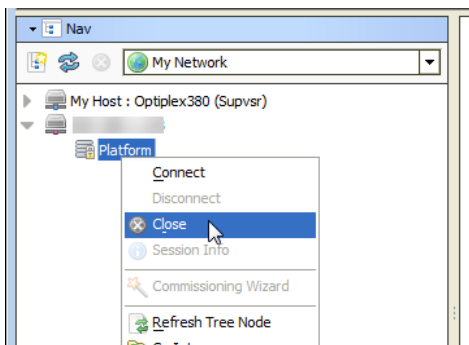 Nav
My Network
My Host : Optiplex380 (Supvsr)
Platform
Connect
Disconnect
Close
Session Info
Commissioning Wizard
Refresh Tree Node